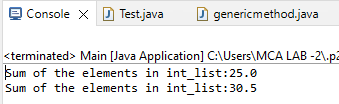 Console Test.java genericmethod.java
<terminated> Main [Java Application] C:\Users\MCA LAB -2\.p2
Sum of the elements in int_list:25.0
Sum of the elements in int_list:30.5